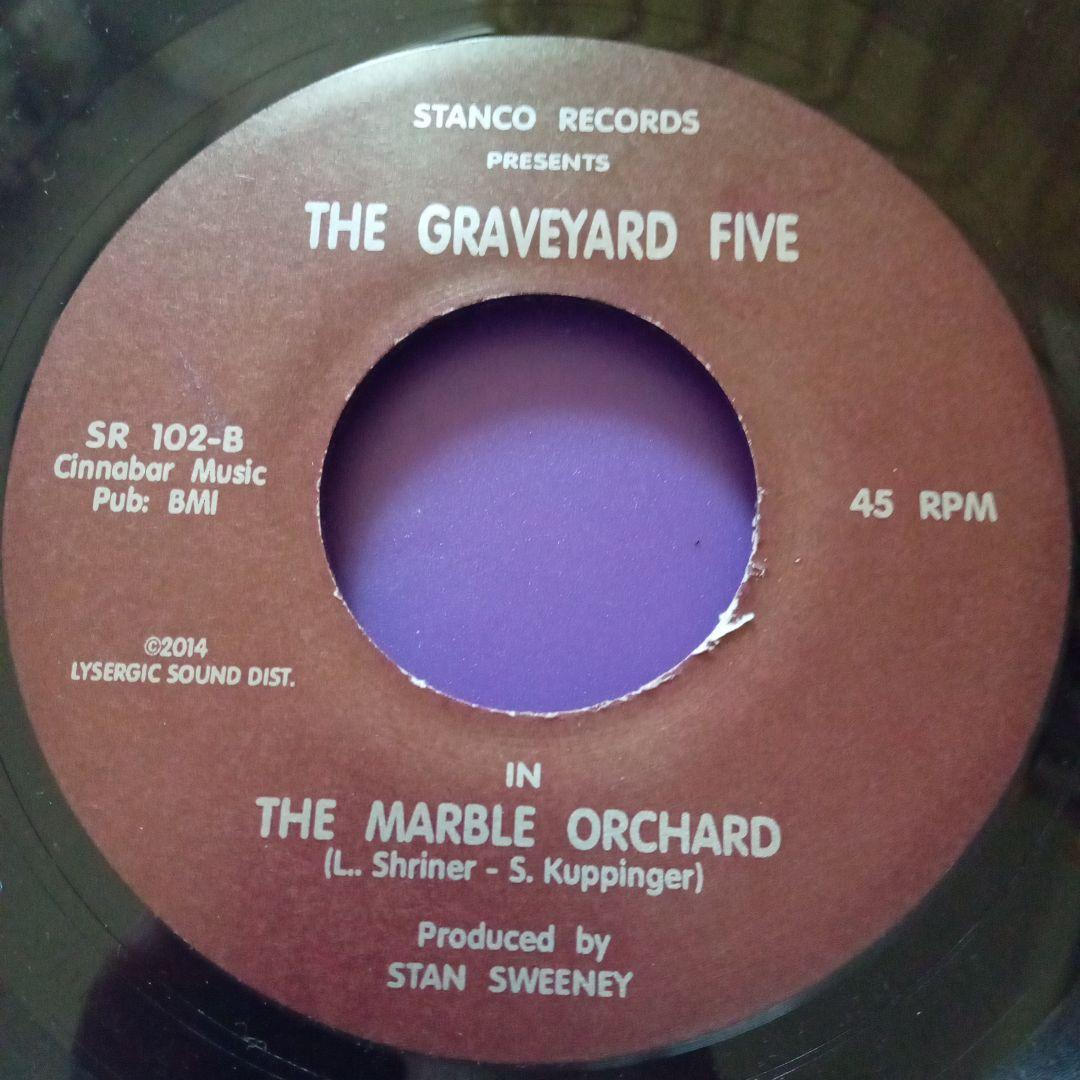 STANCO RECORDS
PRESENTS
THE GRAVEYARD FIVE
SR 102-B
Cinnabar Music
Pub: BMI
45 RPM
©2014
LYSERGIC SOUND DIST.
IN
THE MARBLE ORCHARD
(L.. Shriner - S. Kuppinger)
Produced by
STAN SWEENEY